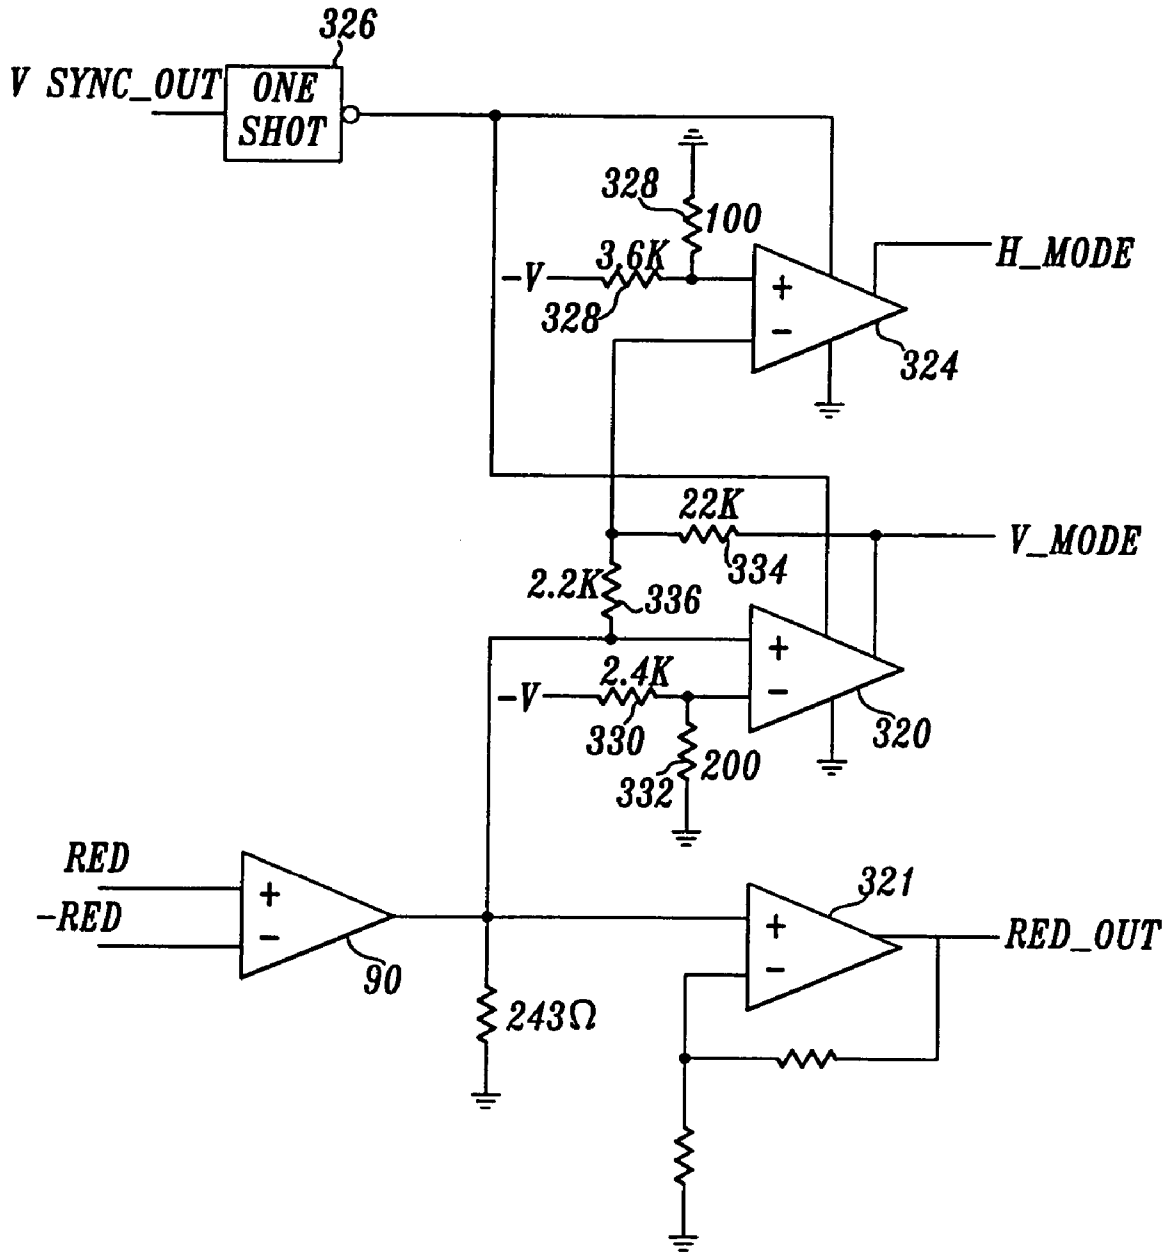 326
V SYNC_OUT
ONE
SHOT
328
100
3.6K
-V
328
+
-
H_MODE
324
22K
334
V_MODE
2.2K
336
+
-
2.4K
-V
330
320
332
200
RED
-RED
+
-
90
321
+
-
RED_OUT
243Ω